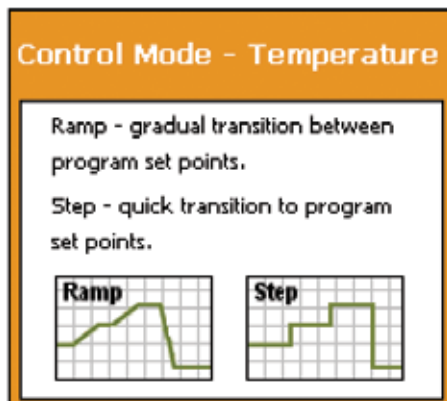 Control Mode - Temperature
Ramp - gradual transition between
program set points.
Step - quick transition to program
set points.
Ramp
Step